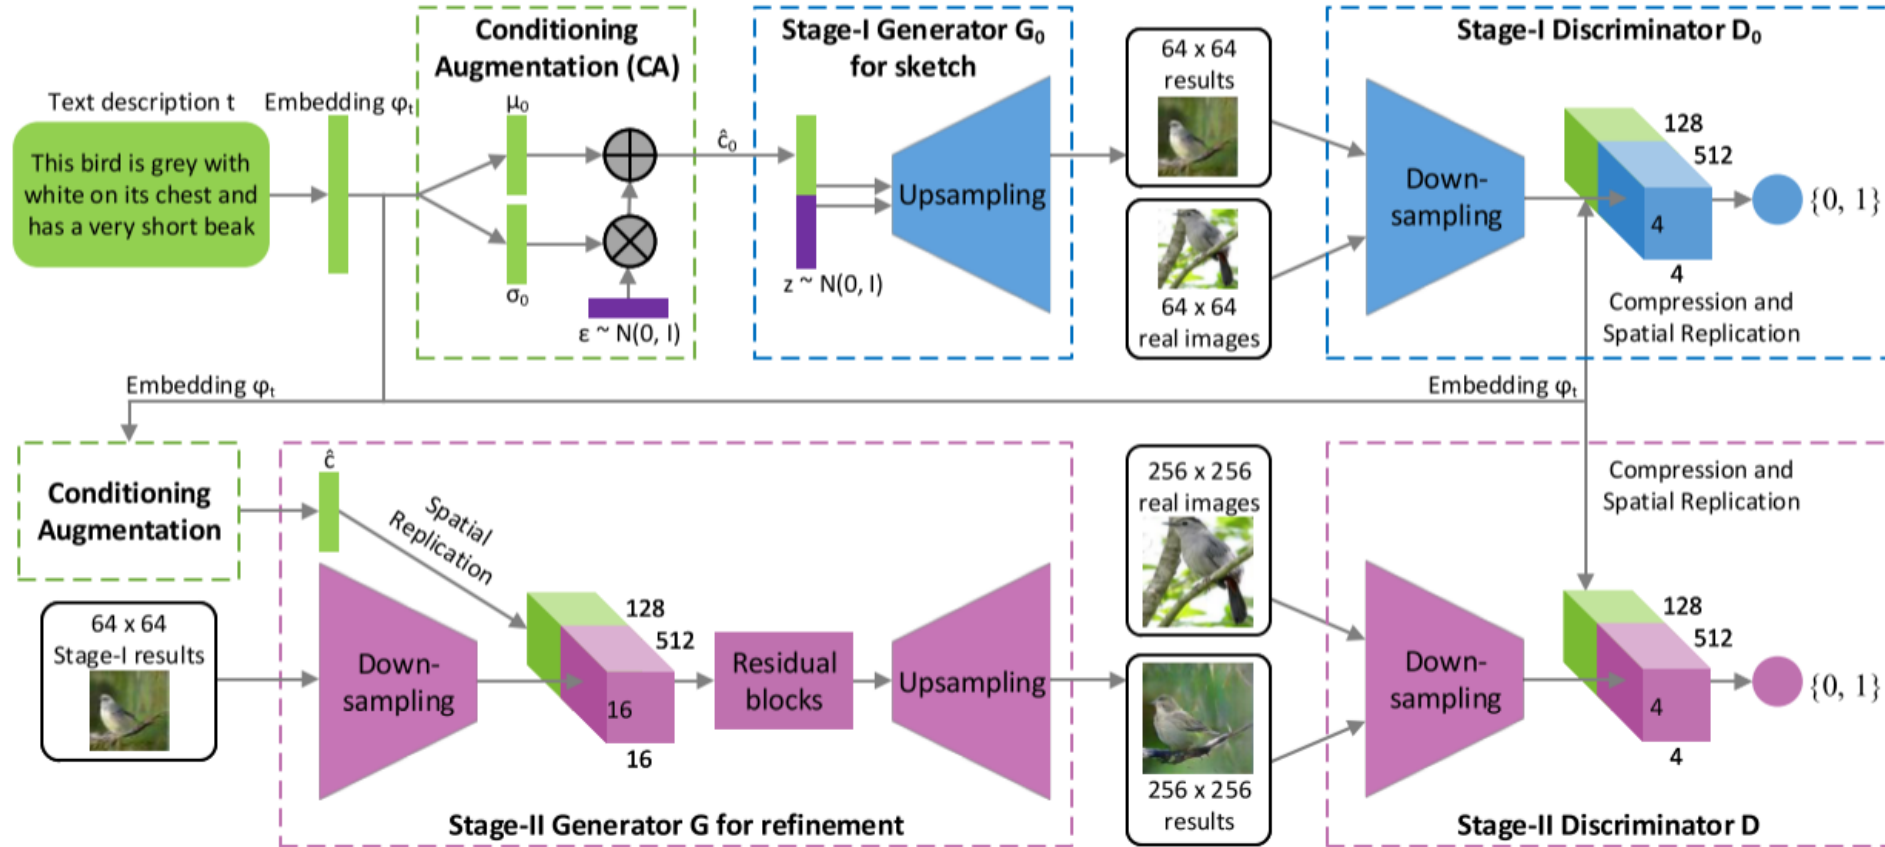 Conditioning
Augmentation (CA)
Stage-I Generator G₀
for sketch
Stage-I Discriminator D₀
Text description t
Embedding φₜ
This bird is grey with
white on its chest and
has a very short beak
μ₀
σ₀
ε ~ N(0, I)
ĉ₀
z ~ N(0, I)
Upsampling
64 x 64
results
64 x 64
real images
Down-
sampling
128
512
4
4
{0, 1}
Compression and
Spatial Replication
Embedding φₜ
Embedding φₜ
Conditioning
Augmentation
ĉ
Spatial
Replication
64 x 64
Stage-I results
Down-
sampling
128
512
16
16
Residual
blocks
Upsampling
Stage-II Generator G for refinement
256 x 256
real images
256 x 256
results
Compression and
Spatial Replication
Down-
sampling
128
512
4
4
{0, 1}
Stage-II Discriminator D